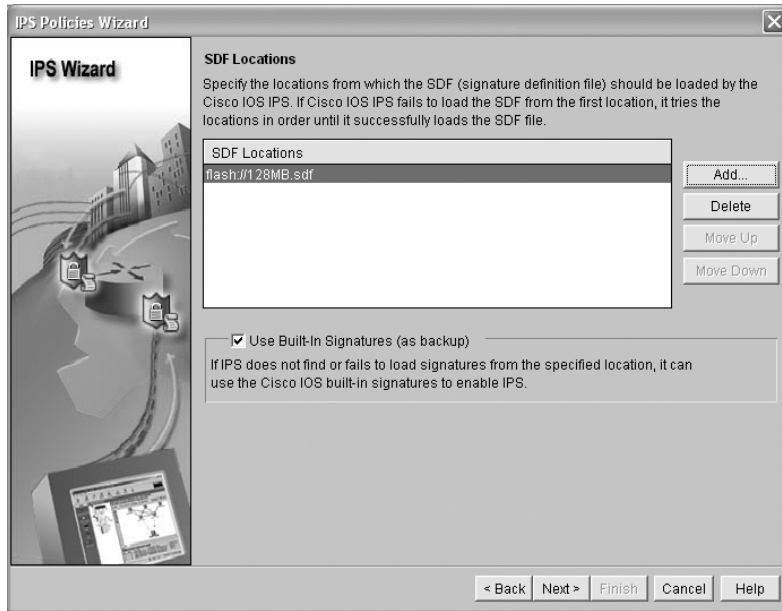 IPS Policies Wizard
IPS Wizard
SDF Locations
Specify the locations from which the SDF (signature definition file) should be loaded by the
Cisco IOS IPS. If Cisco IOS IPS fails to load the SDF from the first location, it tries the
locations in order until it successfully loads the SDF file.
SDF Locations
flash://128MB.sdf
Add...
Delete
Move Up
Move Down
Use Built-In Signatures (as backup)
If IPS does not find or fails to load signatures from the specified location, it can
use the Cisco IOS built-in signatures to enable IPS.
< Back Next > Finish Cancel Help